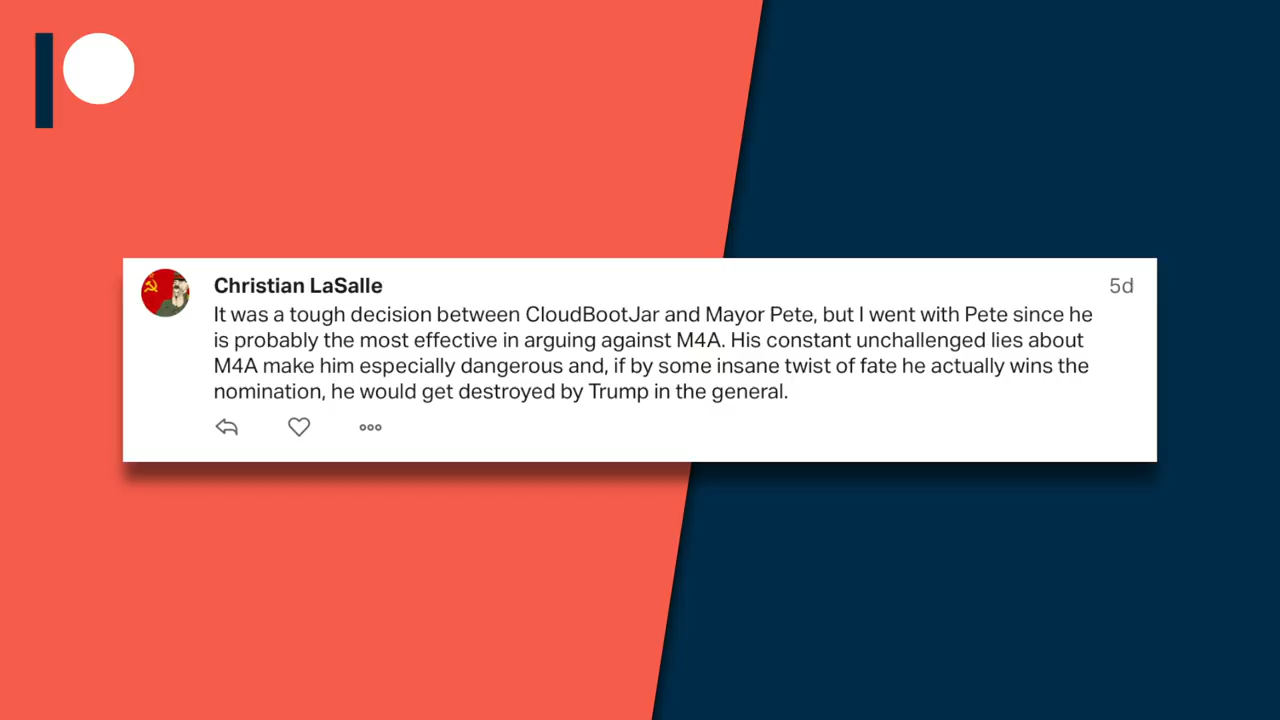 Christian LaSalle
5d
It was a tough decision between CloudBootJar and Mayor Pete, but I went with Pete since he
is probably the most effective in arguing against M4A. His constant unchallenged lies about
M4A make him especially dangerous and, if by some insane twist of fate he actually wins the
nomination, he would get destroyed by Trump in the general.